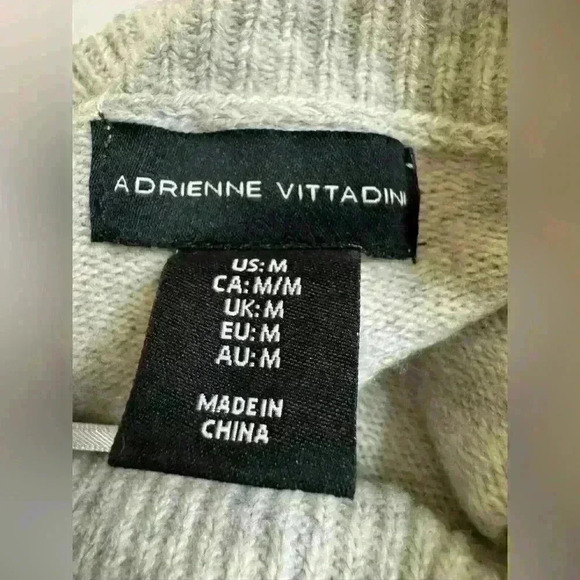 ADRIENNE VITTADINI
US: M
CA: M/M
UK: M
EU: M
AU: M
MADE IN
CHINA